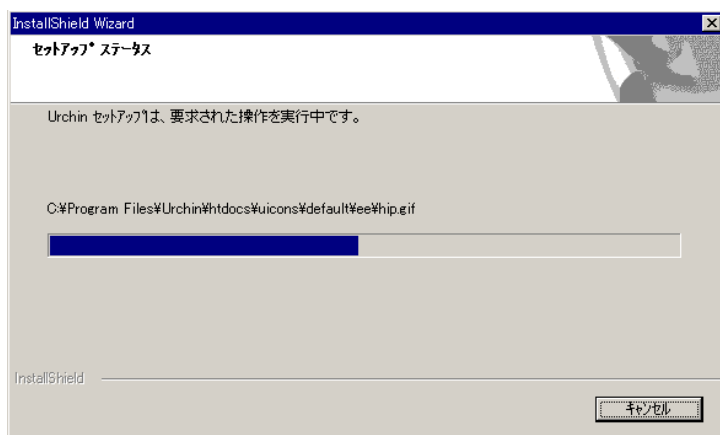 InstallShield Wizard
セットアップ ステータス
Urchin セットアップは、要求された操作を実行中です。
C:¥Program Files¥Urchin¥htdocs¥uicons¥default¥ee¥hip.gif
InstallShield
キャンセル